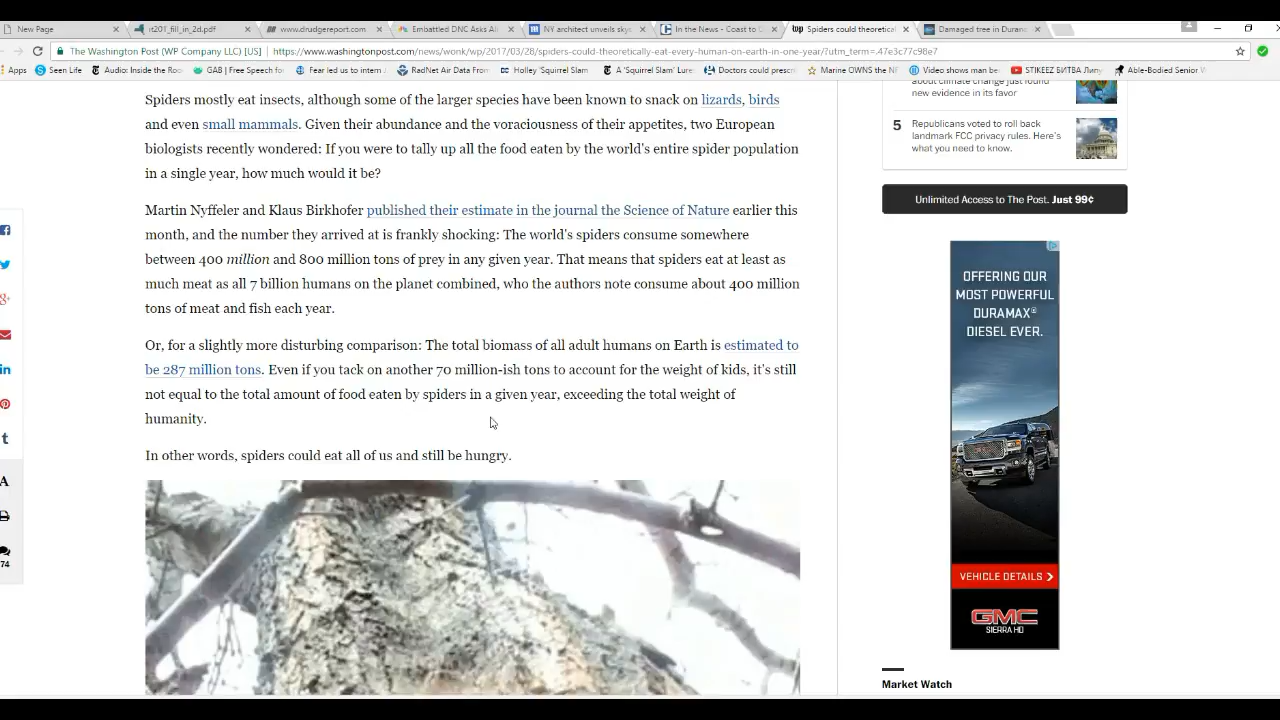 New Page
rt201_fill_in_2d.pdf
www.drudgereport.com
Embattled DNC Asks All
NY architect unveils skys
In the News - Coast to C
Spiders could theoretical
Damaged tree in Duran
The Washington Post (WP Company LLC) [US]
https://www.washingtonpost.com/news/wonk/wp/2017/03/28/spiders-could-theoretically-eat-every-human-on-earth-in-one-year/?utm_term=.47e3c77c98e7
Apps
Seen Life
Audio: Inside the Roo
GAB | Free Speech for
Fear led us to interr
RadNet Air Data From
Holley 'Squirrel Slam
A 'Squirrel Slam' Lure
Doctors could prescri
Marine OWNS the NF
Video shows man be
STIKEEZ БИТВА Лилу
Able-Bodied Senior
Spiders mostly eat insects, although some of the larger species have been known to snack on lizards, birds
and even small mammals. Given their abundance and the voraciousness of their appetites, two European
biologists recently wondered: If you were to tally up all the food eaten by the world's entire spider population
in a single year, how much would it be?
Martin Nyffeler and Klaus Birkhofer published their estimate in the journal the Science of Nature earlier this
month, and the number they arrived at is frankly shocking: The world's spiders consume somewhere
between 400 million and 800 million tons of prey in any given year. That means that spiders eat at least as
much meat as all 7 billion humans on the planet combined, who the authors note consume about 400 million
tons of meat and fish each year.
Or, for a slightly more disturbing comparison: The total biomass of all adult humans on Earth is estimated to
be 287 million tons. Even if you tack on another 70 million-ish tons to account for the weight of kids, it's still
not equal to the total amount of food eaten by spiders in a given year, exceeding the total weight of
humanity.
In other words, spiders could eat all of us and still be hungry.
A
74
about climate change just found
new evidence in its favor
5
Republicans voted to roll back
landmark FCC privacy rules. Here's
what you need to know.
Unlimited Access to The Post. Just 99¢
OFFERING OUR
MOST POWERFUL
DURAMAX®
DIESEL EVER.
VEHICLE DETAILS
GMC
SIERRA HD
Market Watch